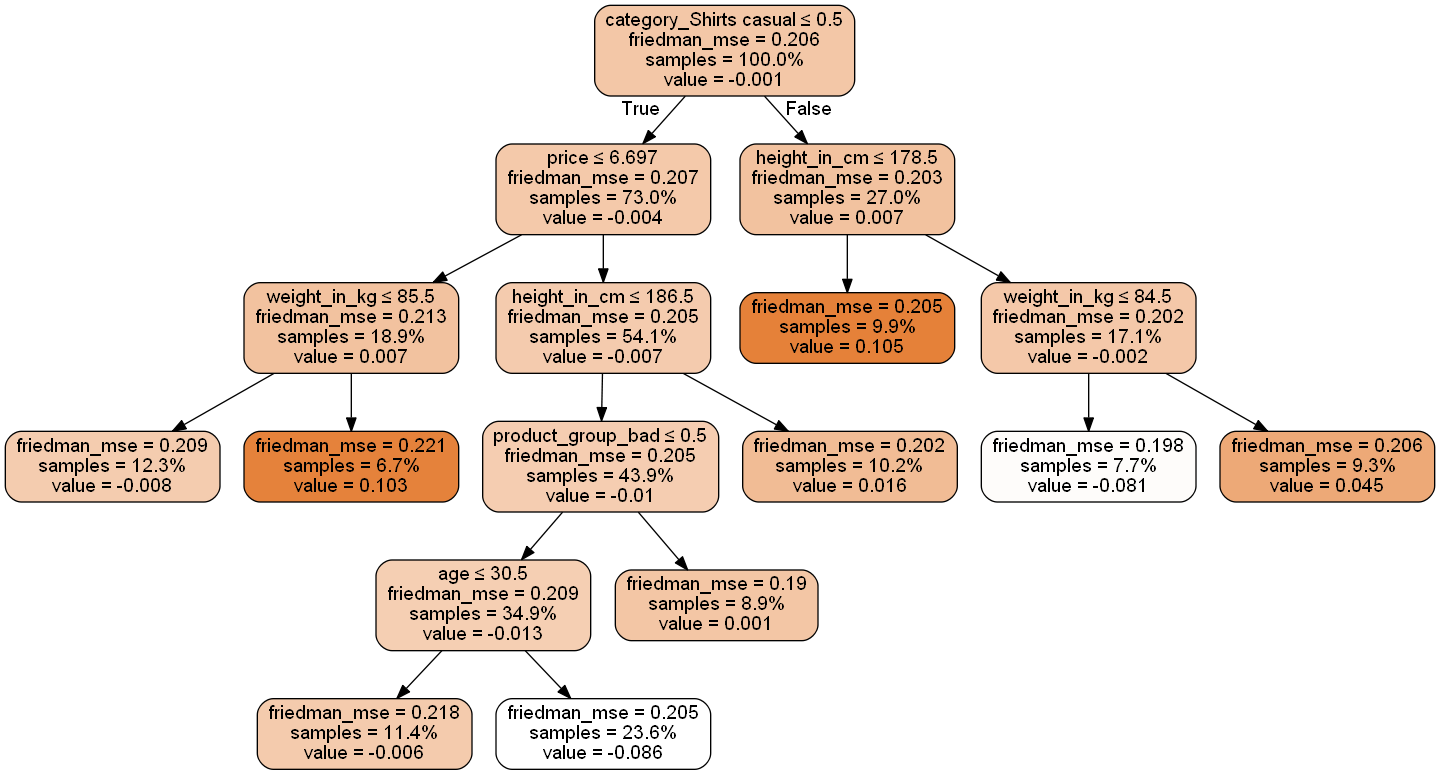 category_Shirts casual ≤ 0.5
friedman_mse = 0.206
samples = 100.0%
value = -0.001
True
False
price ≤ 6.697
friedman_mse = 0.207
samples = 73.0%
value = -0.004
height_in_cm ≤ 178.5
friedman_mse = 0.203
samples = 27.0%
value = 0.007
weight_in_kg ≤ 85.5
friedman_mse = 0.213
samples = 18.9%
value = 0.007
height_in_cm ≤ 186.5
friedman_mse = 0.205
samples = 54.1%
value = -0.007
friedman_mse = 0.205
samples = 9.9%
value = 0.105
weight_in_kg ≤ 84.5
friedman_mse = 0.202
samples = 17.1%
value = -0.002
friedman_mse = 0.209
samples = 12.3%
value = -0.008
friedman_mse = 0.221
samples = 6.7%
value = 0.103
product_group_bad ≤ 0.5
friedman_mse = 0.205
samples = 43.9%
value = -0.01
friedman_mse = 0.202
samples = 10.2%
value = 0.016
friedman_mse = 0.198
samples = 7.7%
value = -0.081
friedman_mse = 0.206
samples = 9.3%
value = 0.045
age ≤ 30.5
friedman_mse = 0.209
samples = 34.9%
value = -0.013
friedman_mse = 0.19
samples = 8.9%
value = 0.001
friedman_mse = 0.218
samples = 11.4%
value = -0.006
friedman_mse = 0.205
samples = 23.6%
value = -0.086